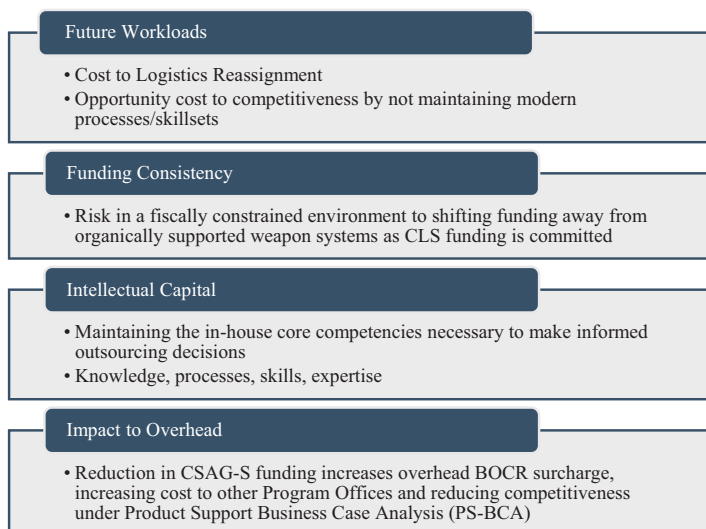 Future Workloads
• Cost to Logistics Reassignment
• Opportunity cost to competitiveness by not maintaining modern
processes/skillsets
Funding Consistency
• Risk in a fiscally constrained environment to shifting funding away from
organically supported weapon systems as CLS funding is committed
Intellectual Capital
• Maintaining the in-house core competencies necessary to make informed
outsourcing decisions
• Knowledge, processes, skills, expertise
Impact to Overhead
• Reduction in CSAG-S funding increases overhead BOCR surcharge,
increasing cost to other Program Offices and reducing competitiveness
under Product Support Business Case Analysis (PS-BCA)